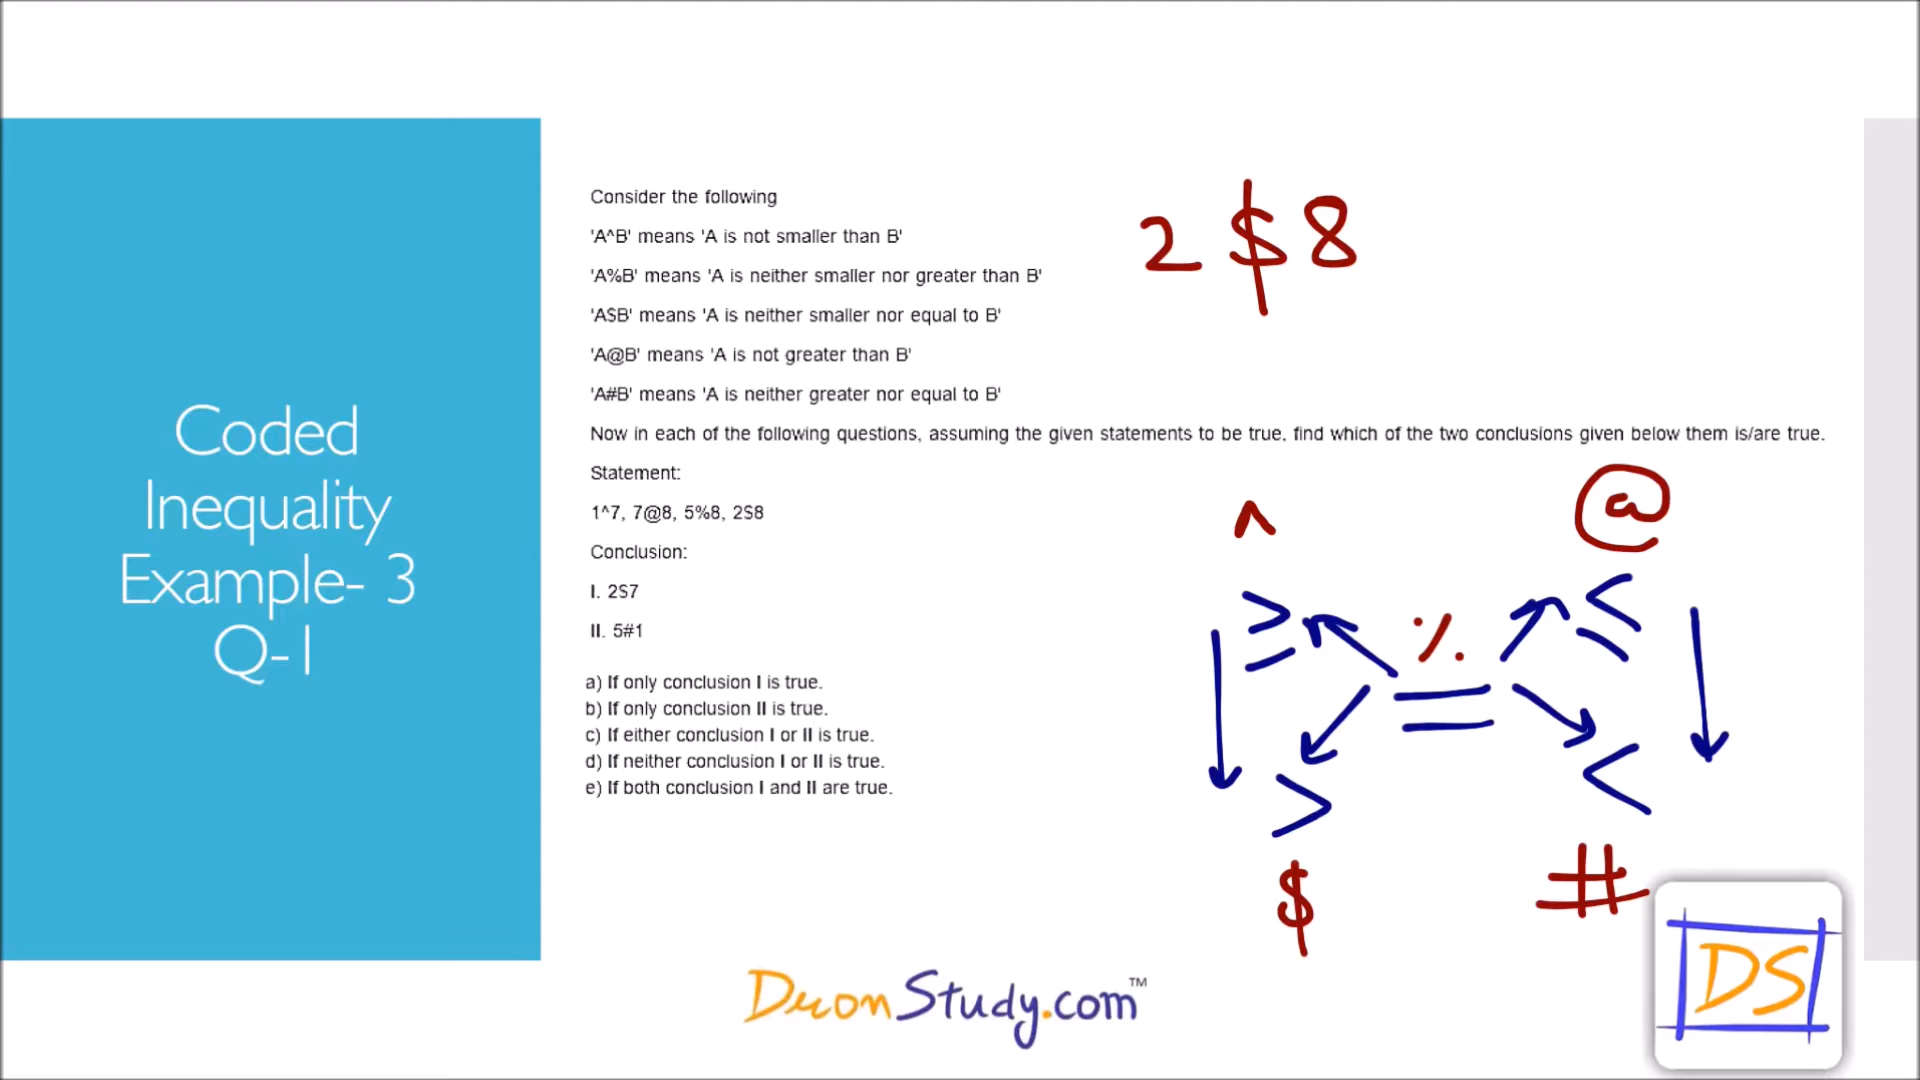 Coded
Inequality
Example- 3
Q-1
Consider the following
'A^B' means 'A is not smaller than B'
'A%B' means 'A is neither smaller nor greater than B'
'A$B' means 'A is neither smaller nor equal to B'
'A@B' means 'A is not greater than B'
'A#B' means 'A is neither greater nor equal to B'
Now in each of the following questions, assuming the given statements to be true, find which of the two conclusions given below them is/are true.
Statement:
1^7, 7@8, 5%8, 2$8
Conclusion:
I. 2$7
II. 5#1
a) If only conclusion I is true.
b) If only conclusion II is true.
c) If either conclusion I or II is true.
d) If neither conclusion I or II is true.
e) If both conclusion I and II are true.
2 $ 8
^ @
≥ % ≤
=
> <
$ #
DronStudy.com™
DS